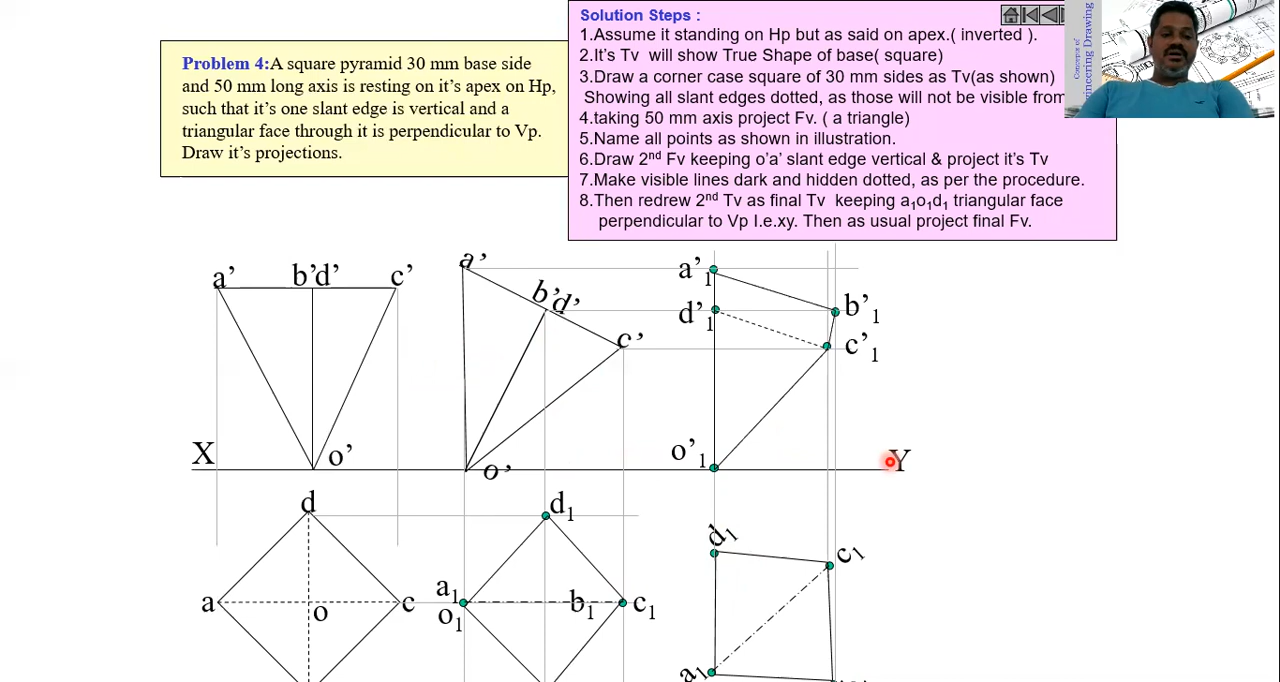 Solution Steps :
1.Assume it standing on Hp but as said on apex.( inverted ).
2.It’s Tv will show True Shape of base( square)
3.Draw a corner case square of 30 mm sides as Tv(as shown)
Showing all slant edges dotted, as those will not be visible from
4.taking 50 mm axis project Fv. ( a triangle)
5.Name all points as shown in illustration.
6.Draw 2nd Fv keeping o’a’ slant edge vertical & project it’s Tv
7.Make visible lines dark and hidden dotted, as per the procedure.
8.Then redrew 2nd Tv as final Tv keeping a1o1d1 triangular face
perpendicular to Vp I.e.xy. Then as usual project final Fv.
Problem 4:A square pyramid 30 mm base side
and 50 mm long axis is resting on it’s apex on Hp,
such that it’s one slant edge is vertical and a
triangular face through it is perpendicular to Vp.
Draw it’s projections.
Concepts of
Engineering Drawing
a’ b’d’ c’
X o’
a’
b’d’
c’
o’
a’1
d’1
b’1
c’1
o’1
Y
d
a o c
d1
a1
o1
b1
c1
d1
c1
a1